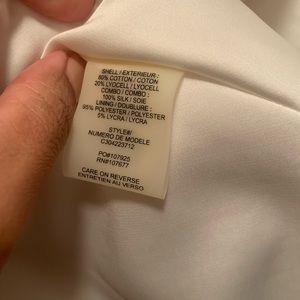 SHELL / EXTERIEUR :
80% COTTON / COTON
20% LYOCELL / LYOCELL
COMBO / COMBO :
100% SILK / SOIE
LINING / DOUBLURE :
95% POLYESTER / POLYESTER
5% LYCRA / LYCRA
STYLE#/
NUMERO DE MODELE
C304223712
PO#107925
RN#107677
CARE ON REVERSE
ENTRETIEN AU VERSO